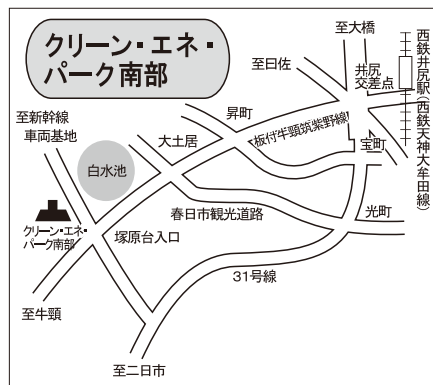 クリーン・エネ・
パーク南部
至大橋
至曰佐
井尻
交差点
西鉄井尻駅(西鉄天神大牟田線)
昇町
板付牛頸筑紫野線
至新幹線
車両基地
大土居
宝町
白水池
春日市観光道路
光町
クリーン・エネ・
パーク南部
塚原台入口
31号線
至牛頸
至二日市